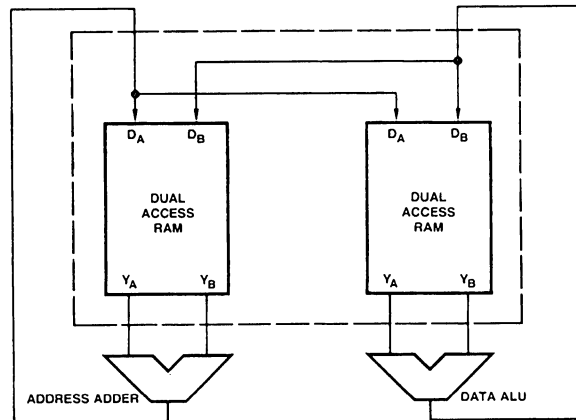 DA DB
DUAL
ACCESS
RAM
YA YB
DA DB
DUAL
ACCESS
RAM
YA YB
ADDRESS ADDER
DATA ALU